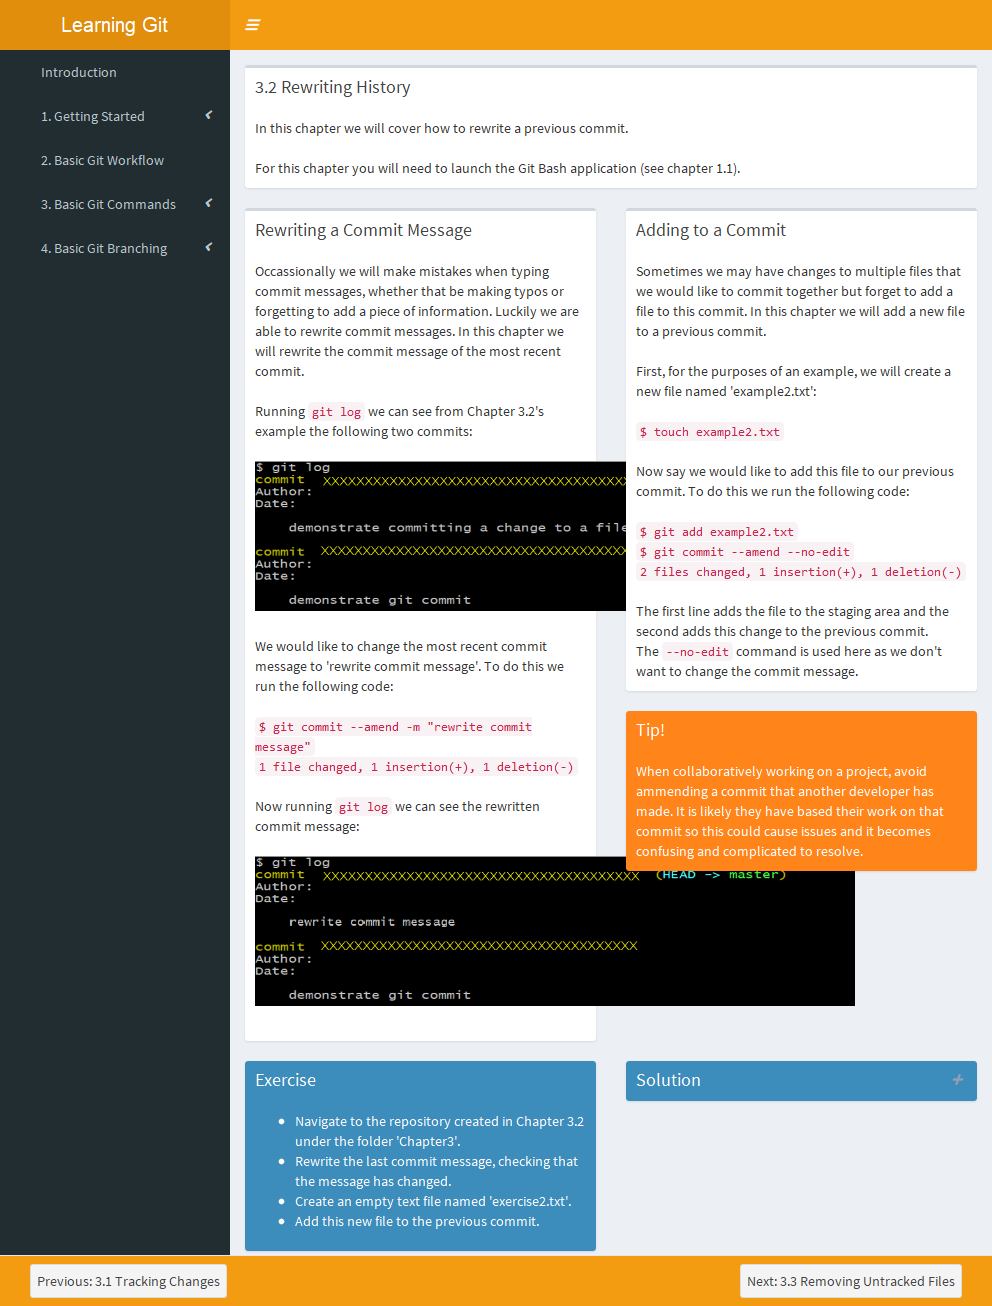 Learning Git
Introduction
1. Getting Started
2. Basic Git Workflow
3. Basic Git Commands
4. Basic Git Branching
3.2 Rewriting History
In this chapter we will cover how to rewrite a previous commit.
For this chapter you will need to launch the Git Bash application (see chapter 1.1).
Rewriting a Commit Message
Occassionally we will make mistakes when typing
commit messages, whether that be making typos or
forgetting to add a piece of information. Luckily we are
able to rewrite commit messages. In this chapter we
will rewrite the commit message of the most recent
commit.
Running git log we can see from Chapter 3.2's
example the following two commits:
$ git log
commit XXXXXXXXXXXXXXXXXXXXXXXXXXXXXXXXXXXXX
Author:
Date:
demonstrate committing a change to a file
commit XXXXXXXXXXXXXXXXXXXXXXXXXXXXXXXXXXXXX
Author:
Date:
demonstrate git commit
We would like to change the most recent commit
message to 'rewrite commit message'. To do this we
run the following code:
$ git commit --amend -m "rewrite commit
message"
1 file changed, 1 insertion(+), 1 deletion(-)
Now running git log we can see the rewritten
commit message:
$ git log
commit XXXXXXXXXXXXXXXXXXXXXXXXXXXXXXXXXXXXXX (HEAD -> master)
Author:
Date:
rewrite commit message
commit XXXXXXXXXXXXXXXXXXXXXXXXXXXXXXXXXXXXXX
Author:
Date:
demonstrate git commit
Adding to a Commit
Sometimes we may have changes to multiple files that
we would like to commit together but forget to add a
file to this commit. In this chapter we will add a new file
to a previous commit.
First, for the purposes of an example, we will create a
new file named 'example2.txt':
$ touch example2.txt
Now say we would like to add this file to our previous
commit. To do this we run the following code:
$ git add example2.txt
$ git commit --amend --no-edit
2 files changed, 1 insertion(+), 1 deletion(-)
The first line adds the file to the staging area and the
second adds this change to the previous commit.
The --no-edit command is used here as we don't
want to change the commit message.
Tip!
When collaboratively working on a project, avoid
ammending a commit that another developer has
made. It is likely they have based their work on that
commit so this could cause issues and it becomes
confusing and complicated to resolve.
Exercise
• Navigate to the repository created in Chapter 3.2
under the folder 'Chapter3'.
• Rewrite the last commit message, checking that
the message has changed.
• Create an empty text file named 'exercise2.txt'.
• Add this new file to the previous commit.
Solution
Previous: 3.1 Tracking Changes
Next: 3.3 Removing Untracked Files